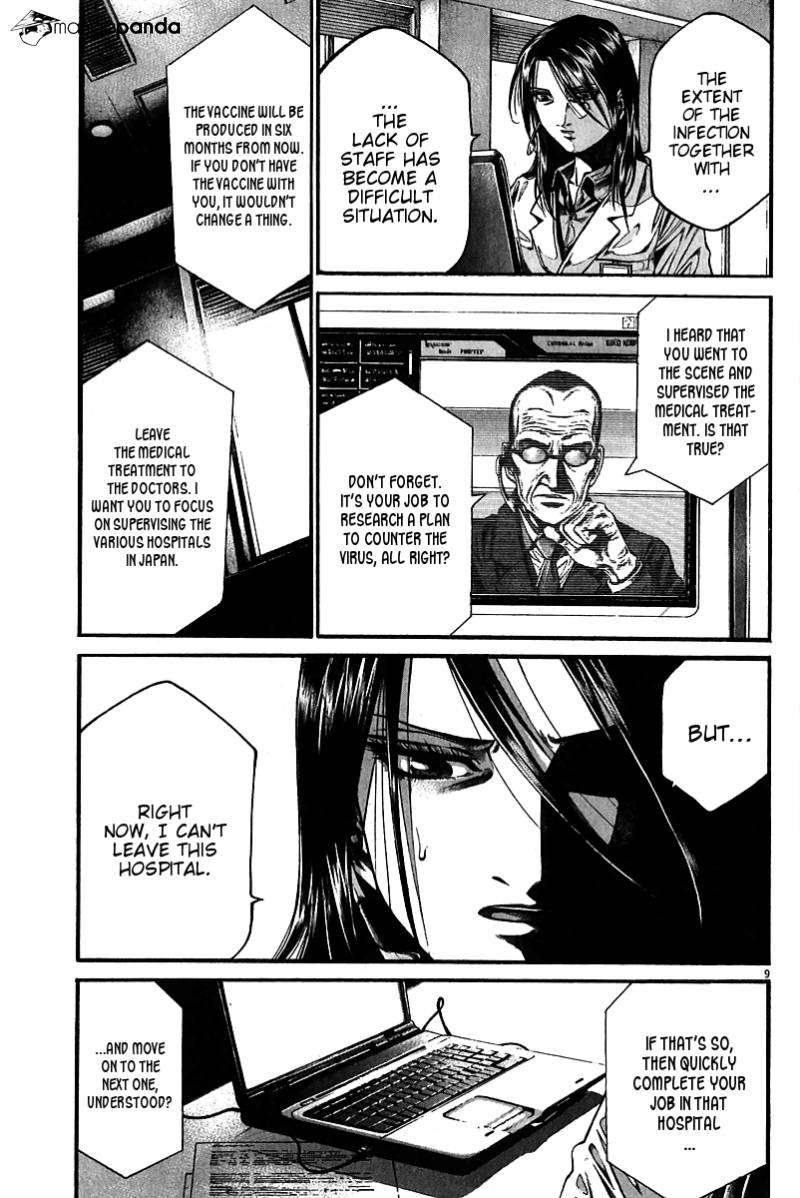 THE
EXTENT
OF THE
INFECTION
TOGETHER
WITH
...
...
THE
LACK OF
STAFF HAS
BECOME A
DIFFICULT
SITUATION.
I HEARD THAT
YOU WENT TO
THE SCENE AND
SUPERVISED THE
MEDICAL TREAT-
MENT. IS THAT
TRUE?
DON'T FORGET.
IT'S YOUR JOB TO
RESEARCH A PLAN
TO COUNTER THE
VIRUS, ALL RIGHT?
THE VACCINE WILL BE
PRODUCED IN SIX
MONTHS FROM NOW.
IF YOU DON'T HAVE
THE VACCINE WITH
YOU, IT WOULDN'T
CHANGE A THING.
LEAVE
THE MEDICAL
TREATMENT TO
THE DOCTORS. I
WANT YOU TO FOCUS
ON SUPERVISING THE
VARIOUS HOSPITALS
IN JAPAN.
BUT...
RIGHT
NOW, I CAN'T
LEAVE THIS
HOSPITAL.
9
IF THAT'S SO,
THEN QUICKLY
COMPLETE YOUR
JOB IN THAT
HOSPITAL
...
...AND MOVE
ON TO THE
NEXT ONE,
UNDERSTOOD?